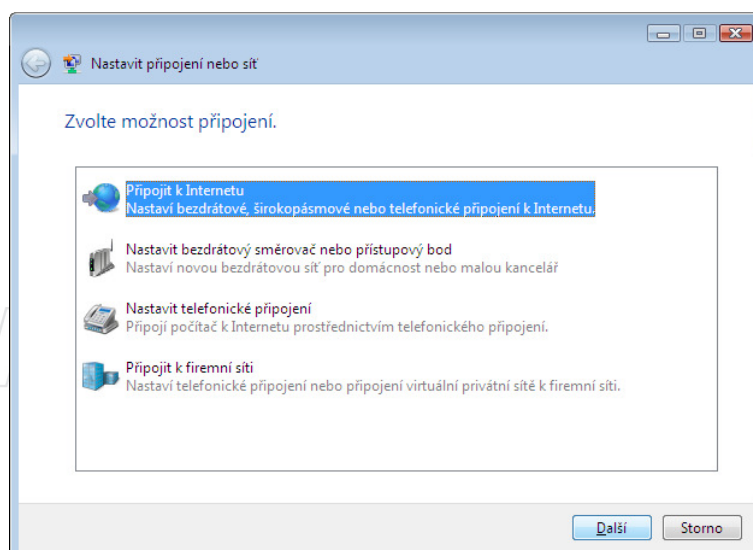 Nastavit připojení nebo síť
Zvolte možnost připojení.
Připojit k Internetu
Nastaví bezdrátové, širokopásmové nebo telefonické připojení k Internetu.
Nastavit bezdrátový směrovač nebo přístupový bod
Nastaví novou bezdrátovou síť pro domácnost nebo malou kancelář
Nastavit telefonické připojení
Připojí počítač k Internetu prostřednictvím telefonického připojení.
Připojit k firemní síti
Nastaví telefonické připojení nebo připojení virtuální privátní sítě k firemní síti.
Další Storno